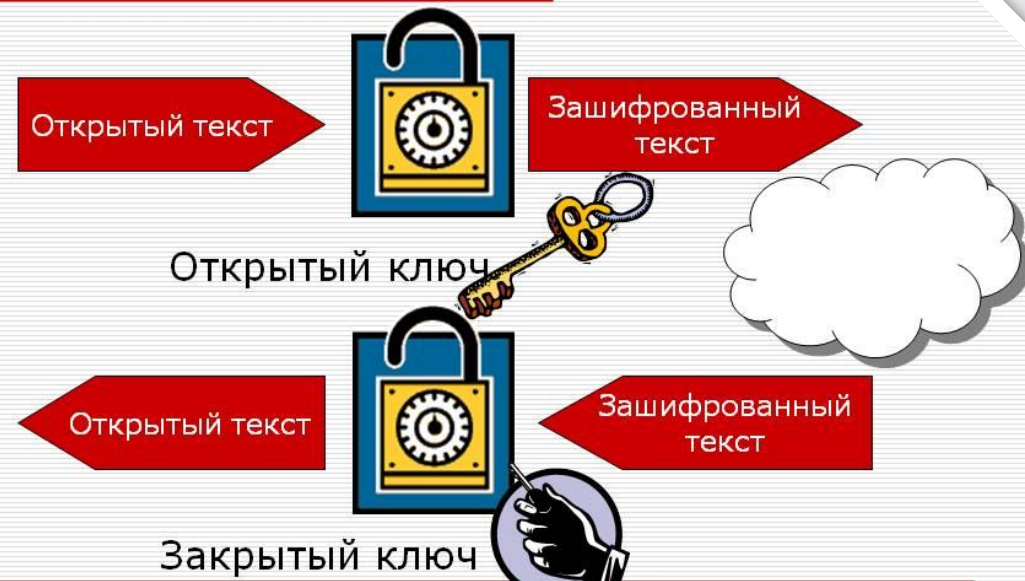 Открытый текст
Зашифрованный
текст
Открытый ключ
Открытый текст
Зашифрованный
текст
Закрытый ключ